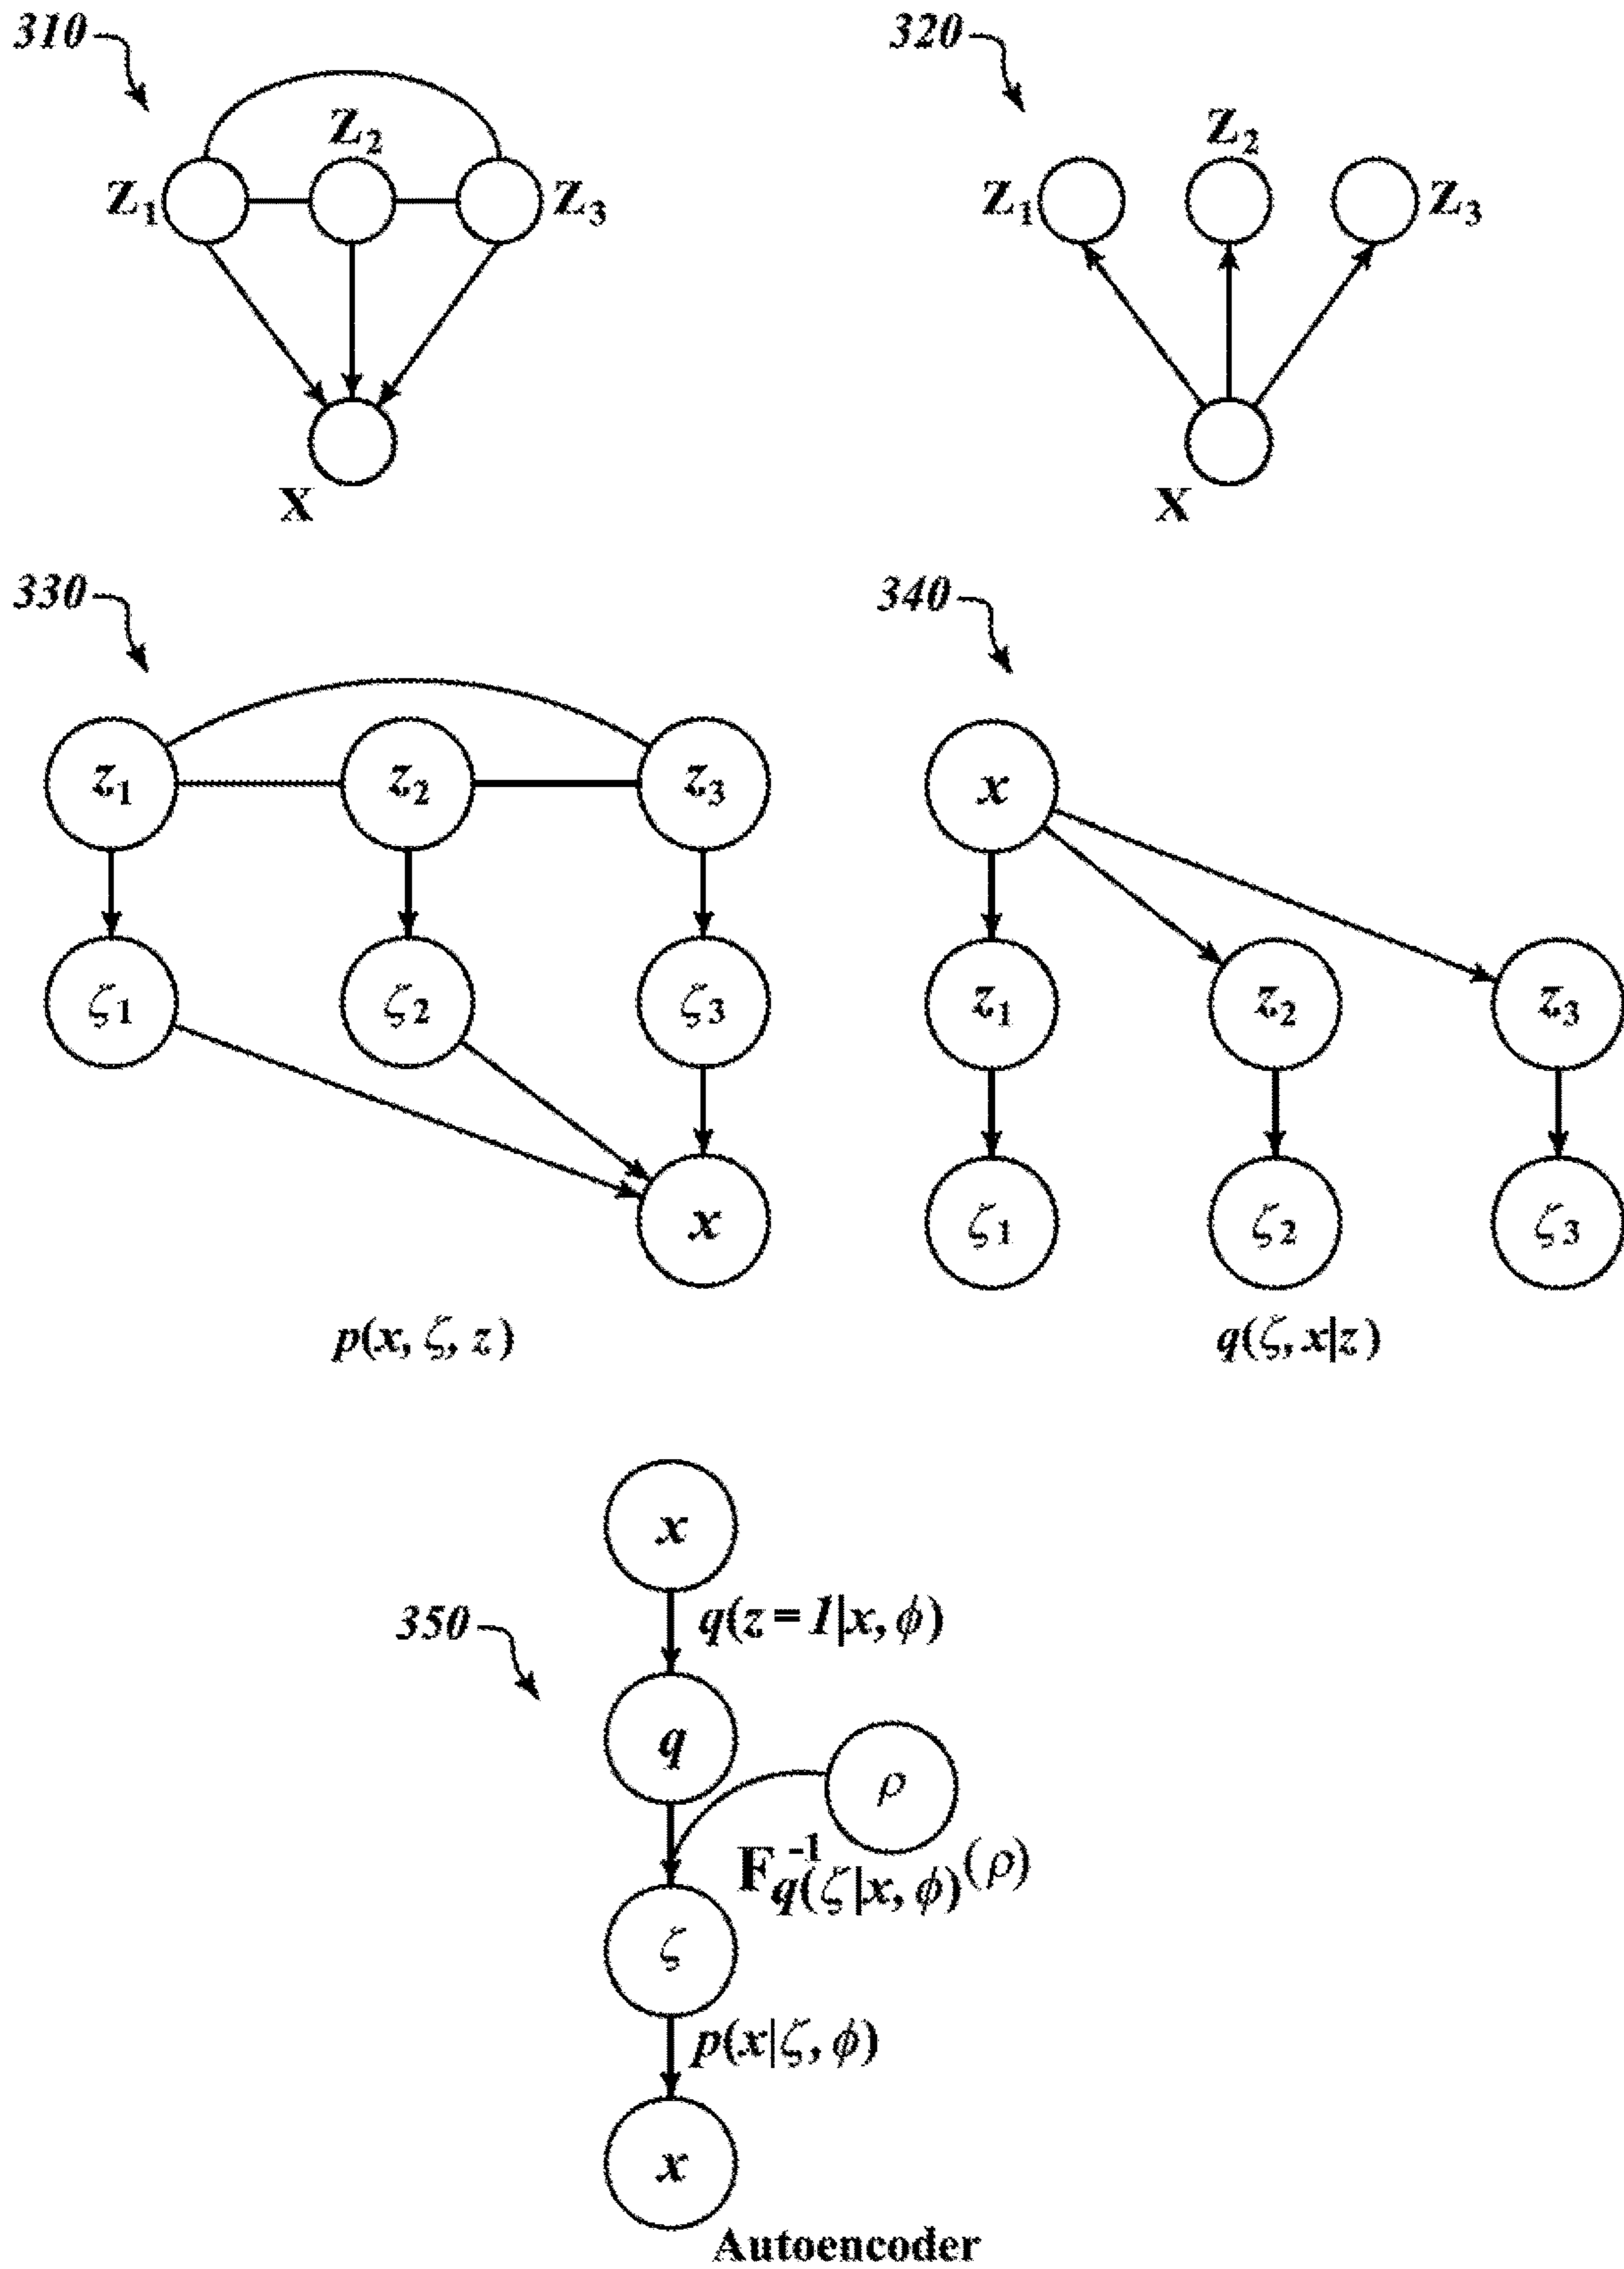 310
320
Z₂
Z₁
Z₃
X
Z₂
Z₁
Z₃
X
330
340
z₁
z₂
z₃
x
ζ₁
ζ₂
ζ₃
z₁
z₂
z₃
x
ζ₁
ζ₂
ζ₃
p(x, ζ, z)
q(ζ, x|z)
x
350
q(z = 1|x, ϕ)
q
ρ
F⁻¹q(ζ|x, ϕ)(ρ)
ζ
p(x|ζ, ϕ)
x
Autoencoder